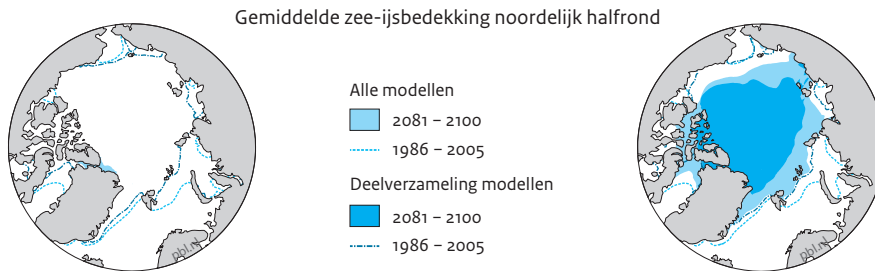 Gemiddelde zee-ijsbedekking noordelijk halfrond
Alle modellen
2081 – 2100
1986 – 2005
Deelverzameling modellen
2081 – 2100
1986 – 2005
pbl.nl
pbl.nl